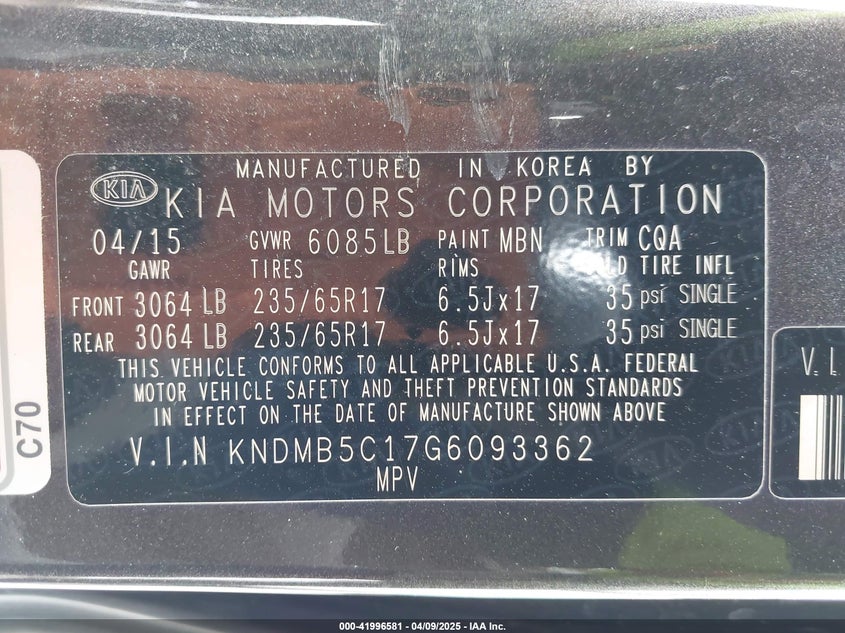 MANUFACTURED IN KOREA BY
KIA KIA MOTORS CORPORATION
04/15 GVWR 6085LB PAINT MBN TRIM CQA
GAWR TIRES RIMS LD TIRE INFL
FRONT 3064 LB 235/65R17 6.5Jx17 35 psi SINGLE
REAR 3064 LB 235/65R17 6.5Jx17 35 psi SINGLE
THIS VEHICLE CONFORMS TO ALL APPLICABLE U.S.A. FEDERAL
MOTOR VEHICLE SAFETY AND THEFT PREVENTION STANDARDS
IN EFFECT ON THE DATE OF MANUFACTURE SHOWN ABOVE
V.I.N KNDMB5C17G6093362
MPV
C70
V.I
000-41996581 | 04/09/2025 - IAA Inc.